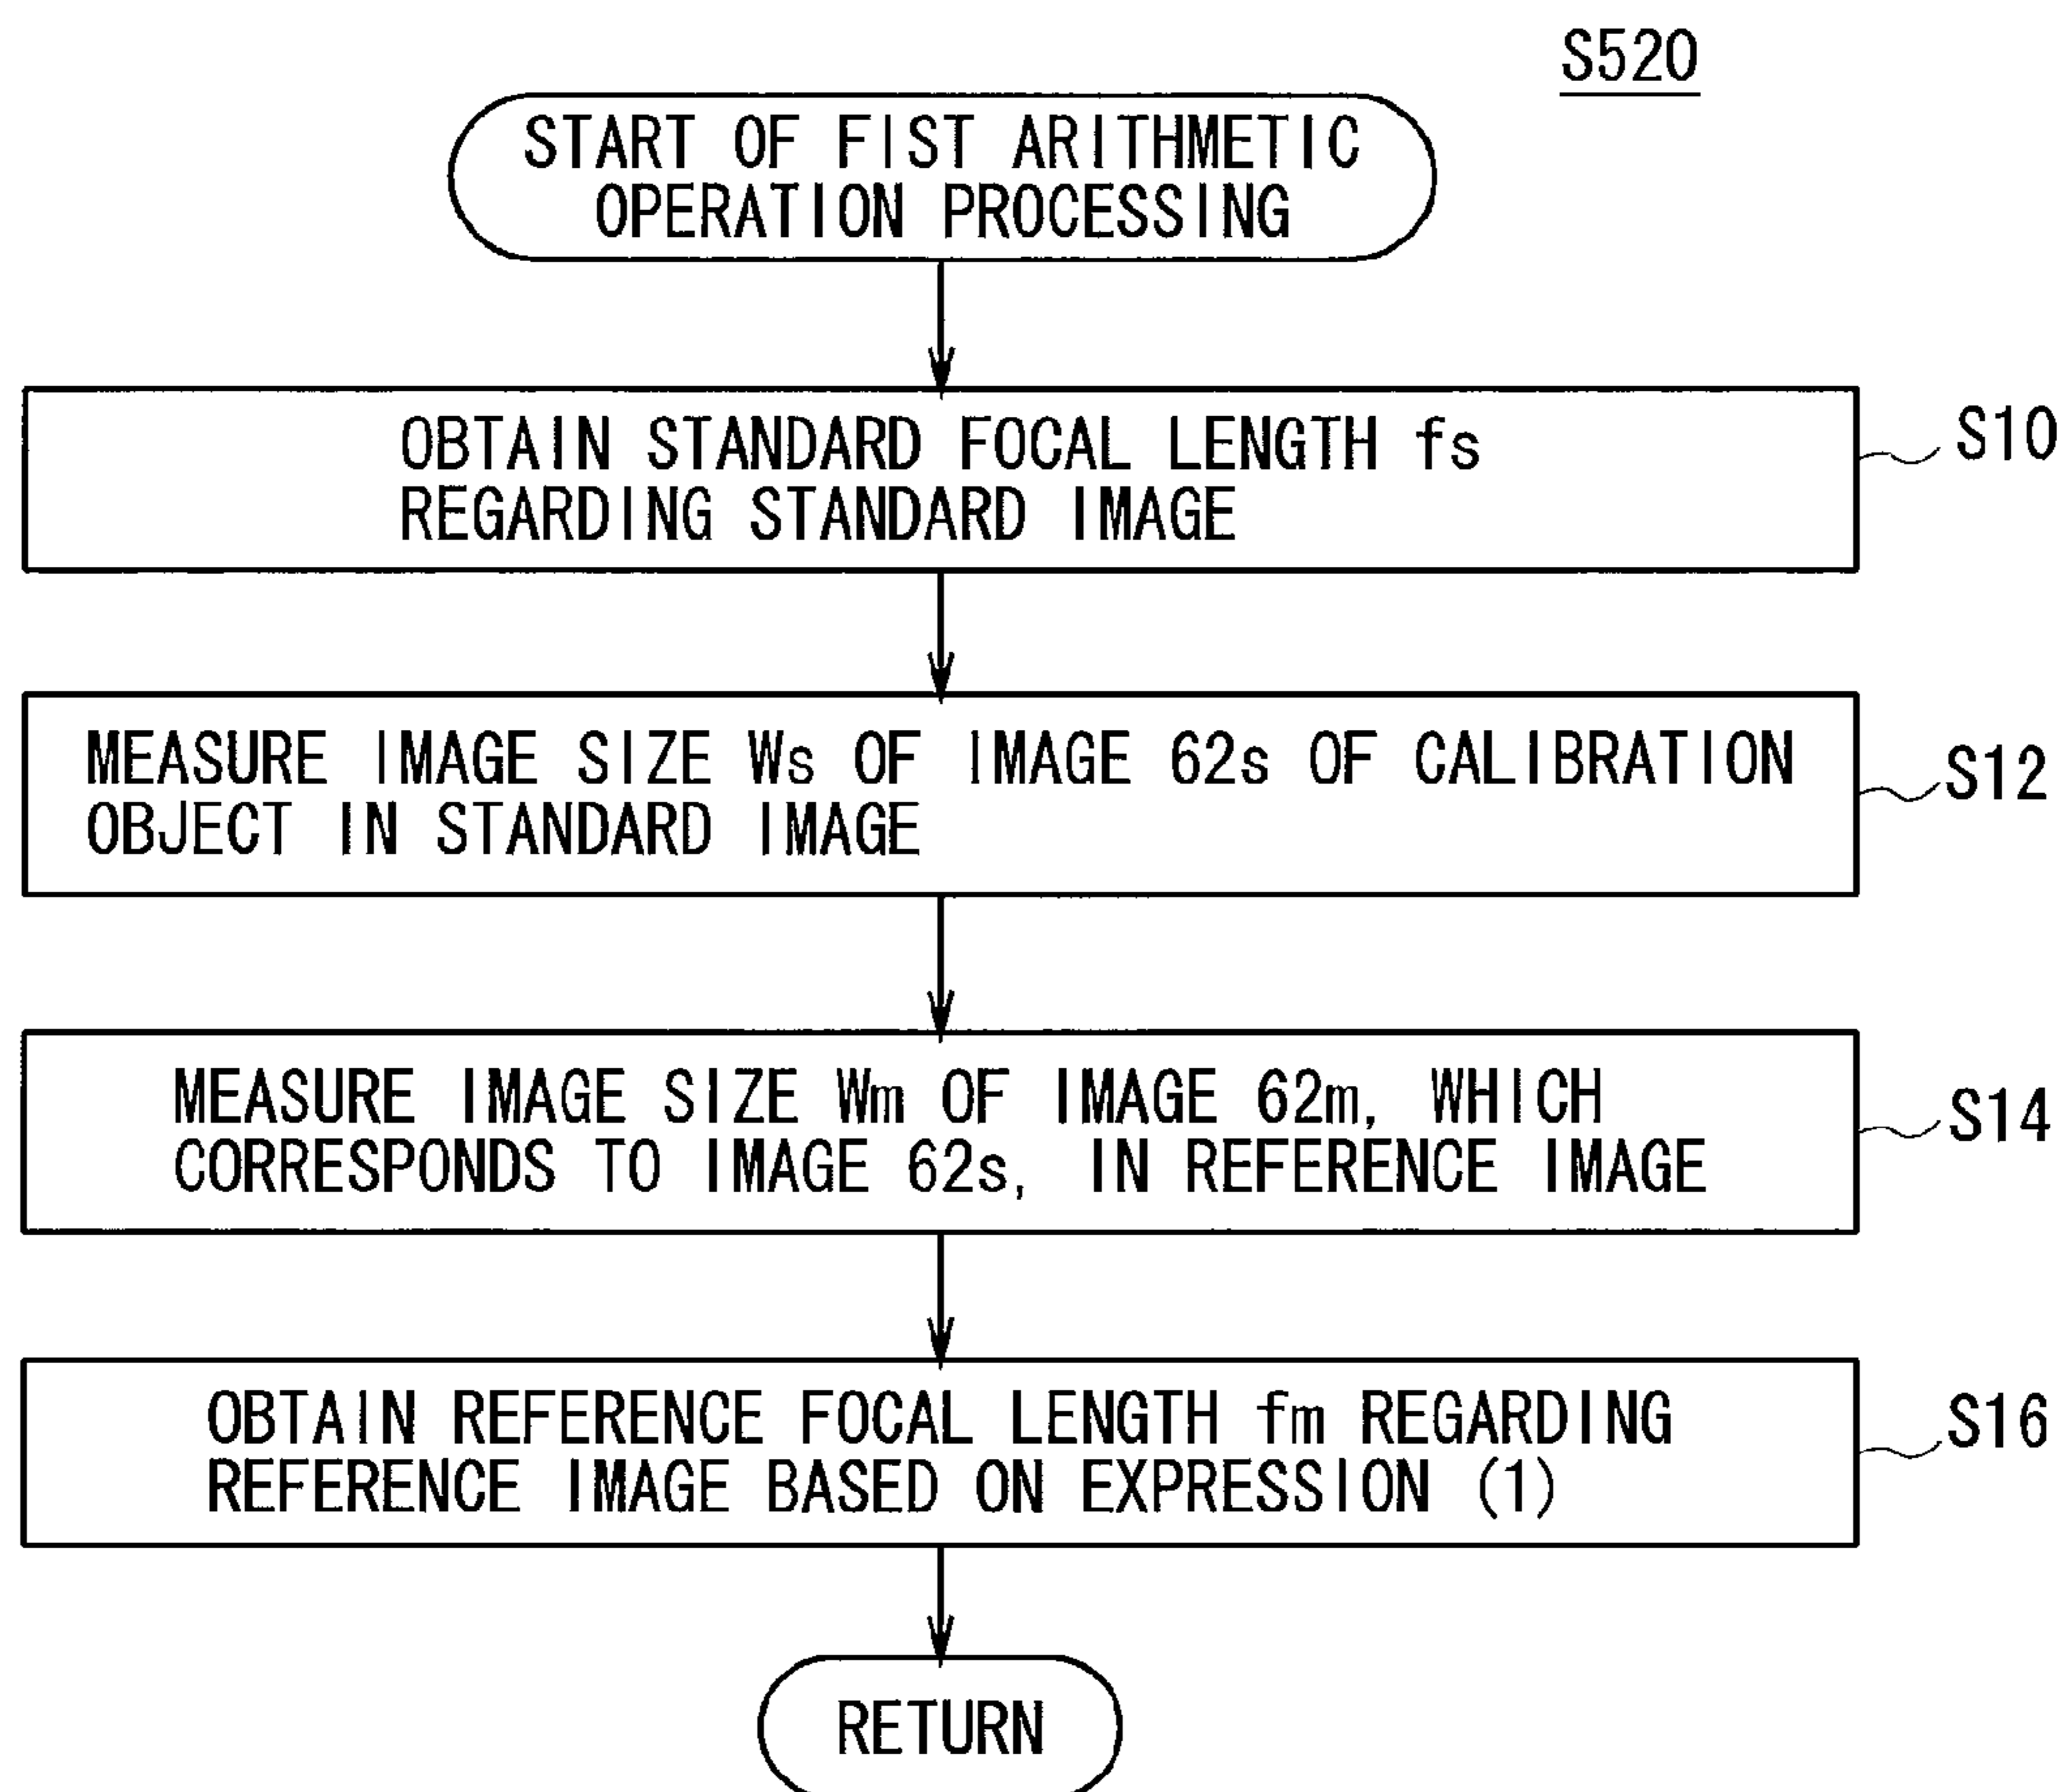 S520
START OF FIST ARITHMETIC
OPERATION PROCESSING
OBTAIN STANDARD FOCAL LENGTH fs
REGARDING STANDARD IMAGE
S10
MEASURE IMAGE SIZE Ws OF IMAGE 62s OF CALIBRATION
OBJECT IN STANDARD IMAGE
S12
MEASURE IMAGE SIZE Wm OF IMAGE 62m, WHICH
CORRESPONDS TO IMAGE 62s, IN REFERENCE IMAGE
S14
OBTAIN REFERENCE FOCAL LENGTH fm REGARDING
REFERENCE IMAGE BASED ON EXPRESSION (1)
S16
RETURN